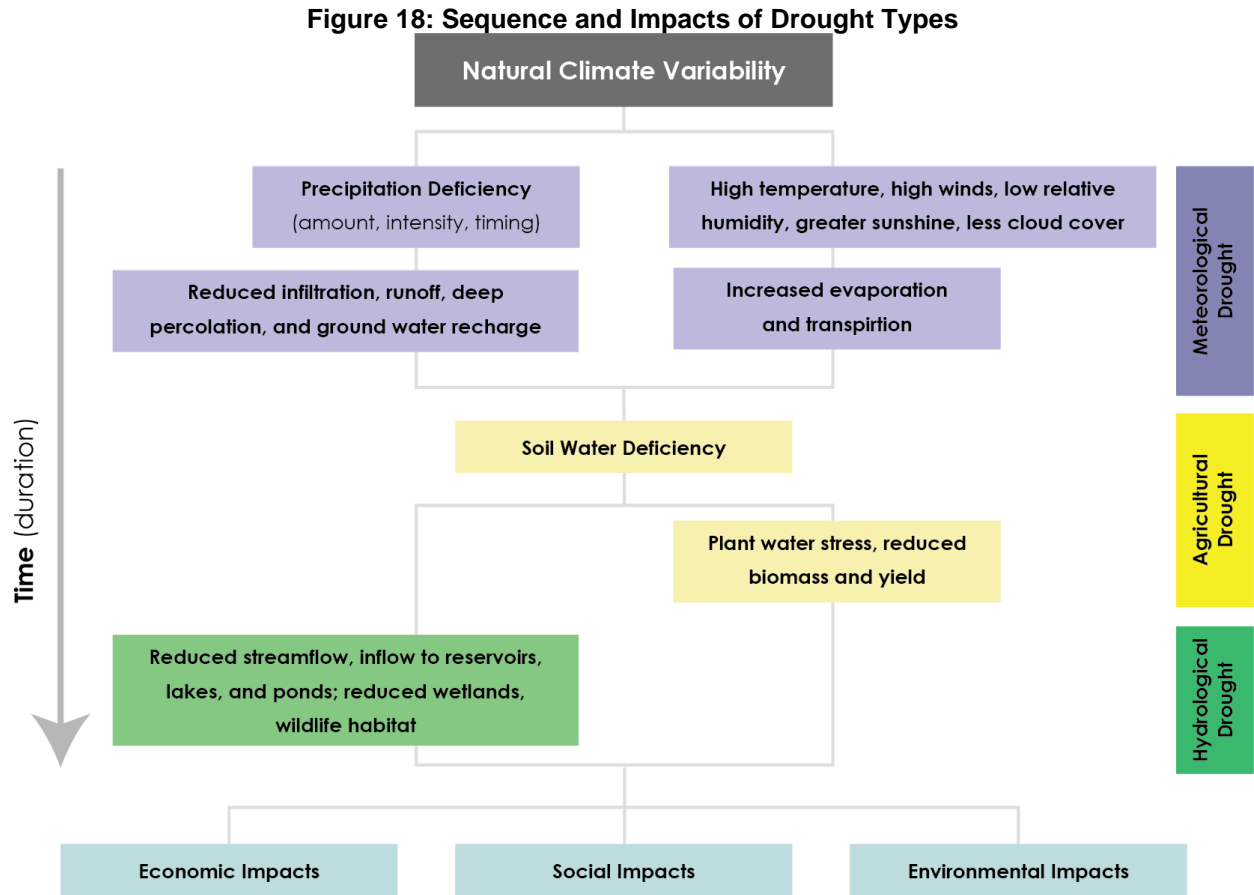 Figure 18: Sequence and Impacts of Drought Types
Natural Climate Variability
Precipitation Deficiency
(amount, intensity, timing)
High temperature, high winds, low relative
humidity, greater sunshine, less cloud cover
Reduced infiltration, runoff, deep
percolation, and ground water recharge
Increased evaporation
and transpirtion
Meteorological
Drought
Time (duration)
Soil Water Deficiency
Plant water stress, reduced
biomass and yield
Agricultural
Drought
Reduced streamflow, inflow to reservoirs,
lakes, and ponds; reduced wetlands,
wildlife habitat
Hydrological
Drought
Economic Impacts
Social Impacts
Environmental Impacts